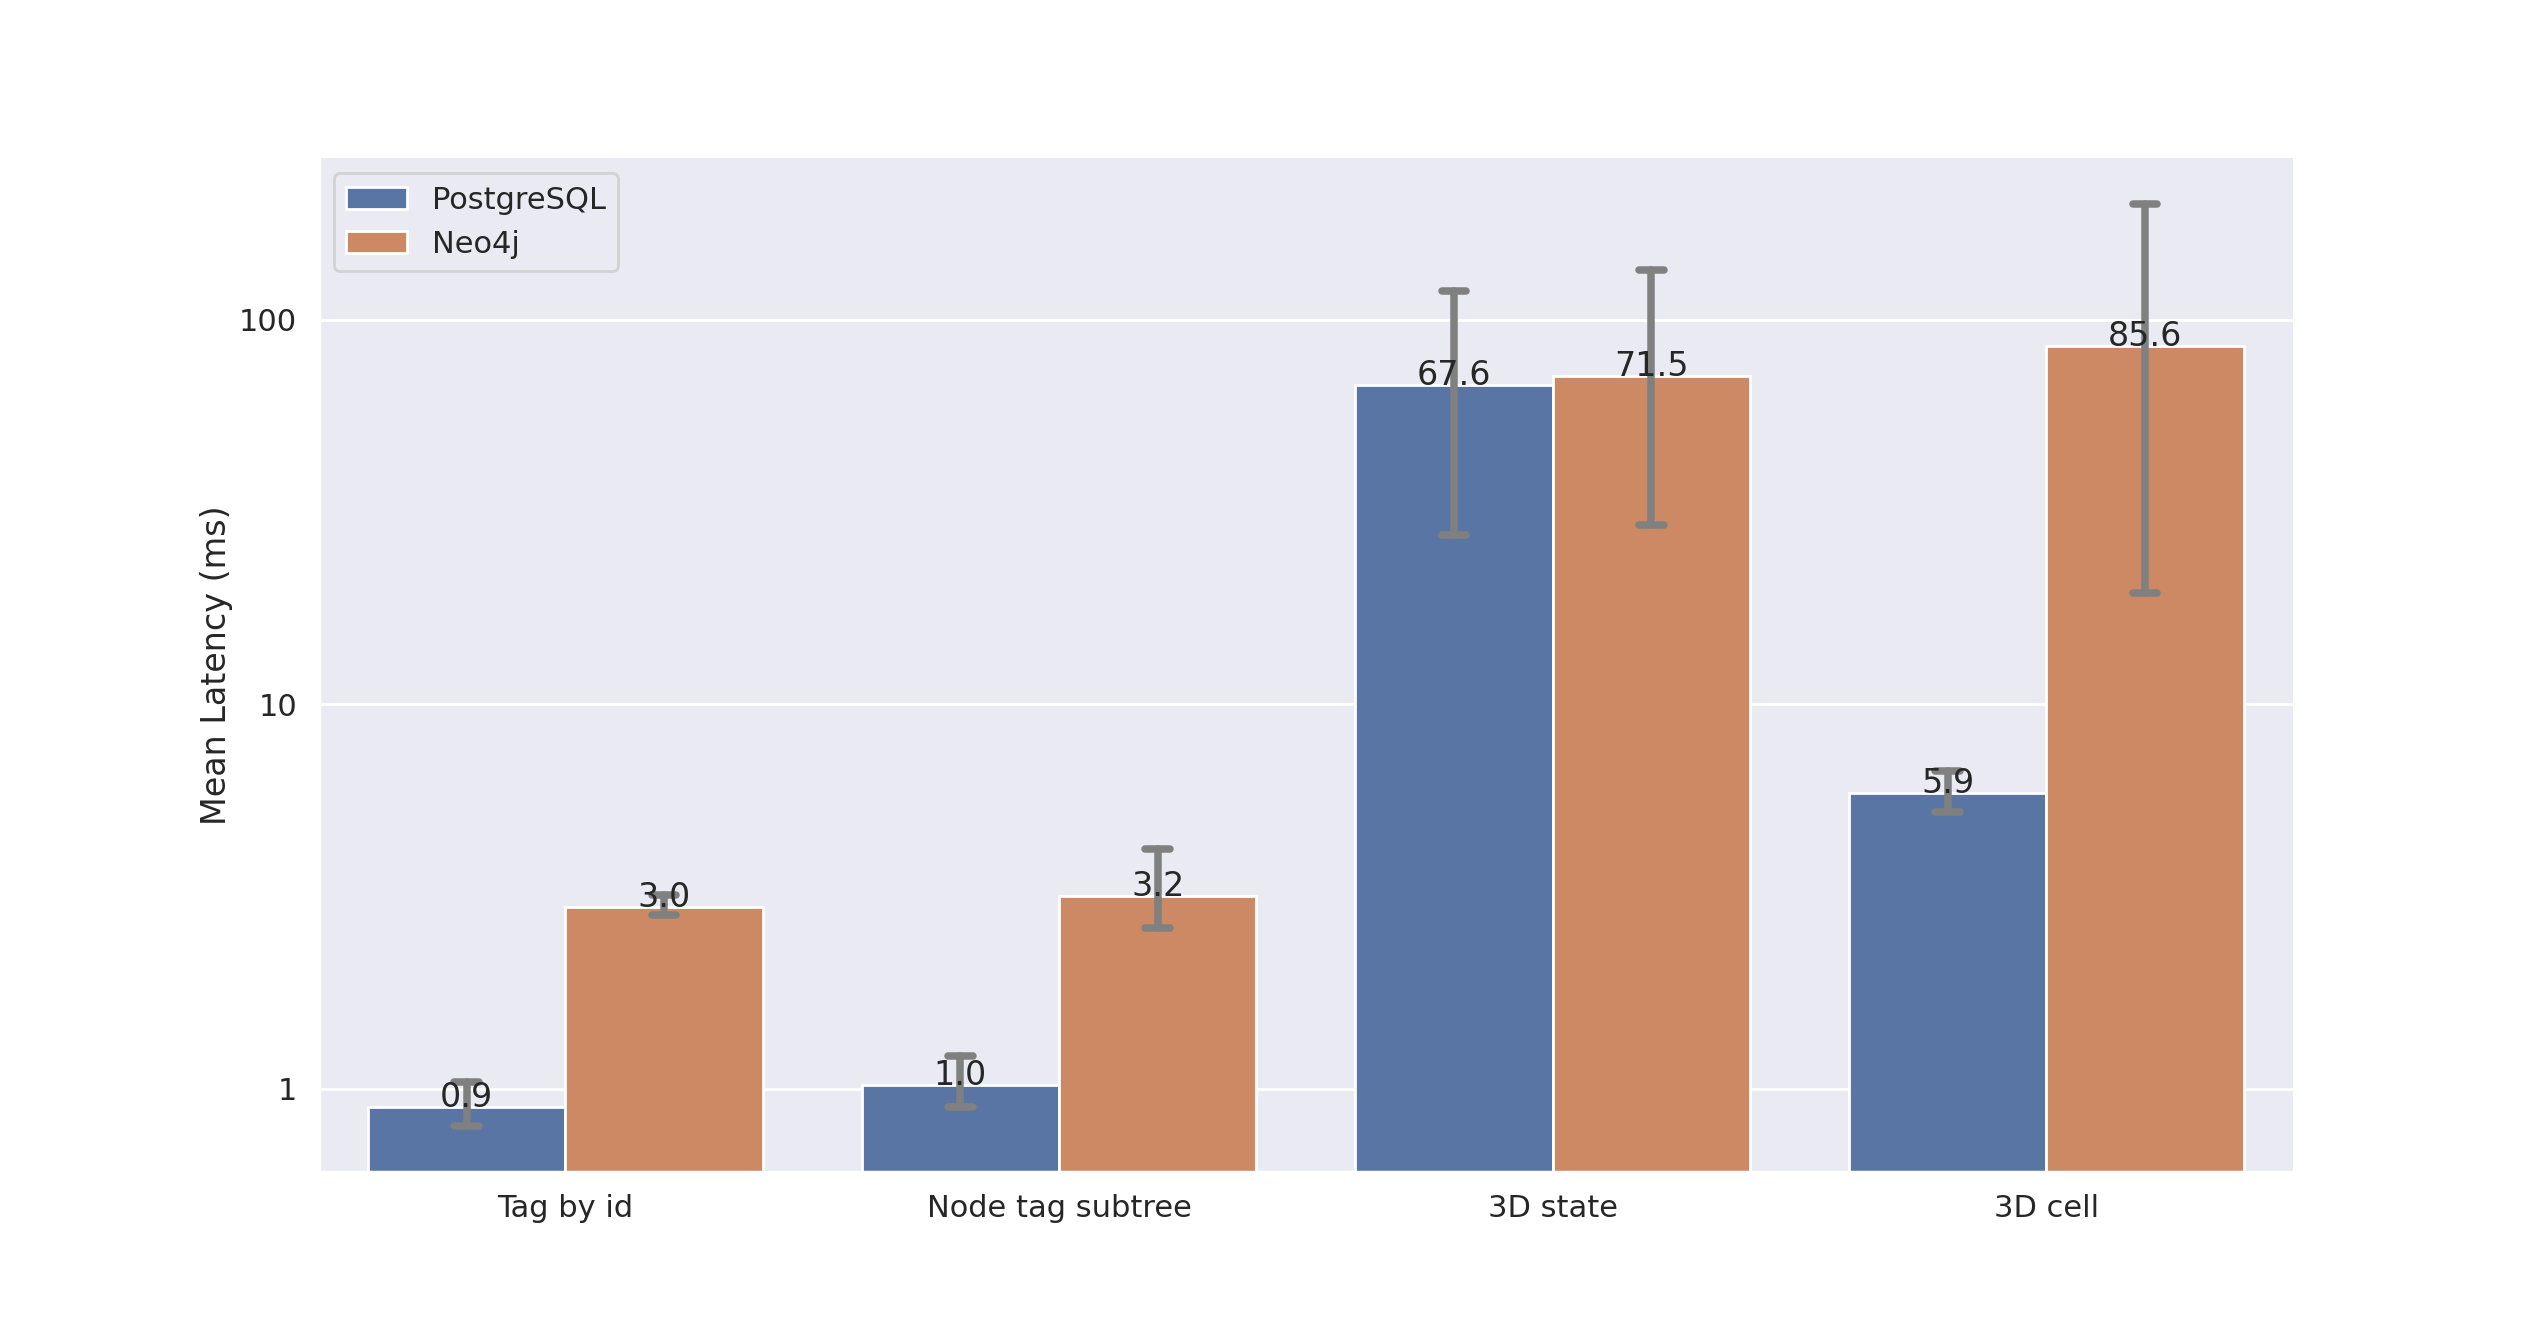 PostgreSQL
Neo4j
Mean Latency (ms)
100
10
1
67.6
71.5
85.6
5.9
3.0
3.2
0.9
1.0
Tag by id
Node tag subtree
3D state
3D cell